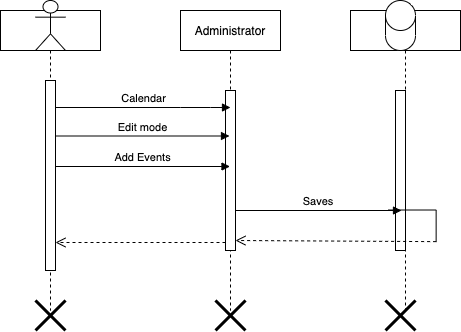 Administrator
Calendar
Edit mode
Add Events
Saves